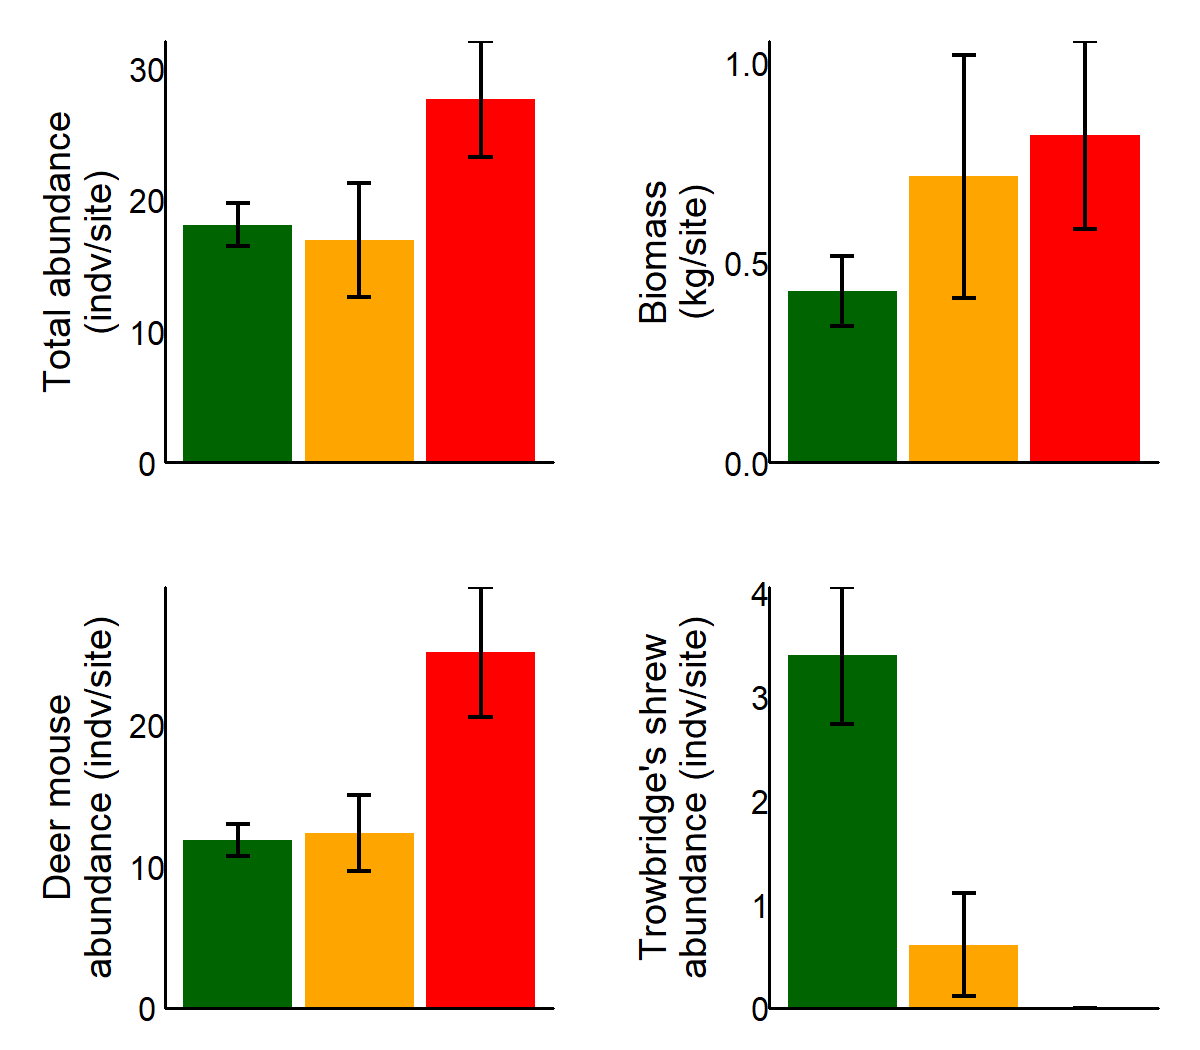 Total abundance
(indv/site)
30
20
10
0
Biomass
(kg/site)
1.0
0.5
0.0
Deer mouse
abundance (indv/site)
20
10
0
Trowbridge's shrew
abundance (indv/site)
4
3
2
1
0